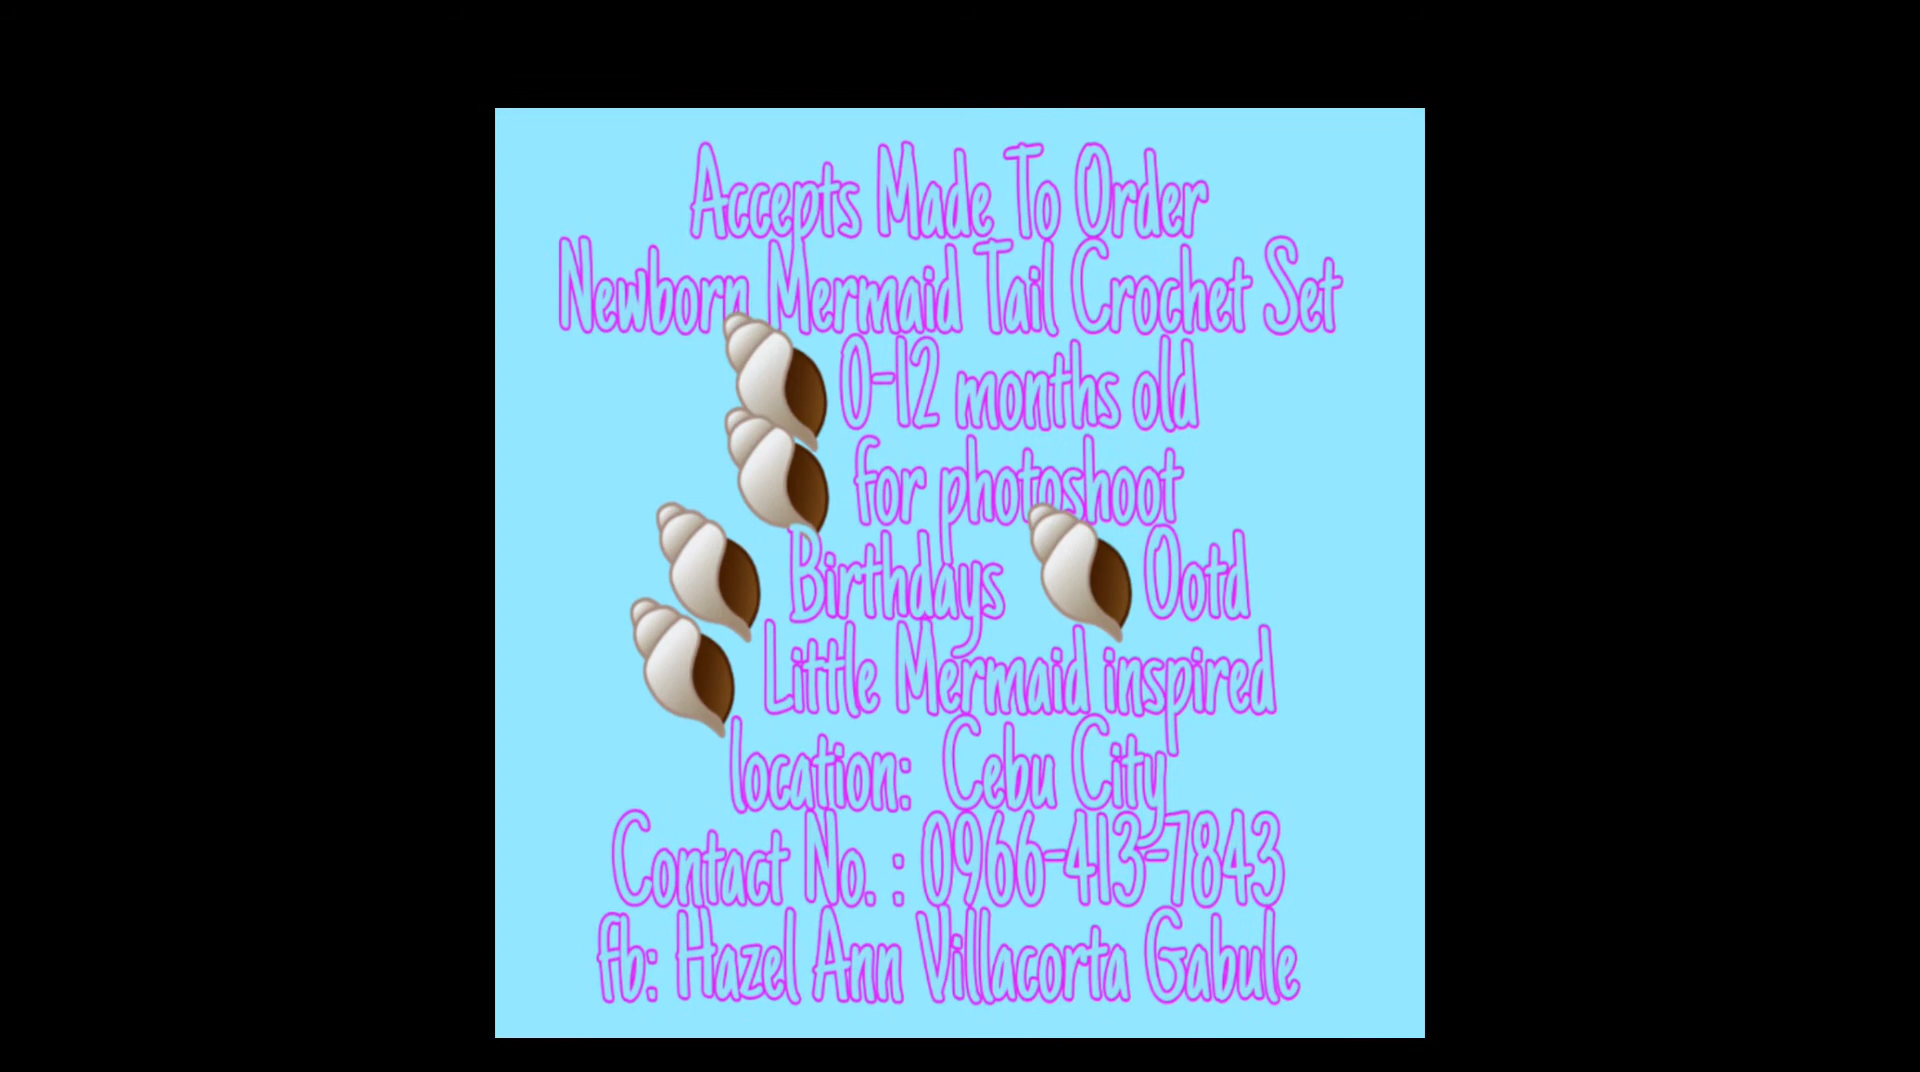 Accepts Made To Order
Newborn Mermaid Tail Crochet Set
0-12 months old
for photoshoot
Birthdays Ootd
Little Mermaid inspired
location: Cebu City
Contact No. : 0966-413-7843
fb: Hazel Ann Villacorta Gabule